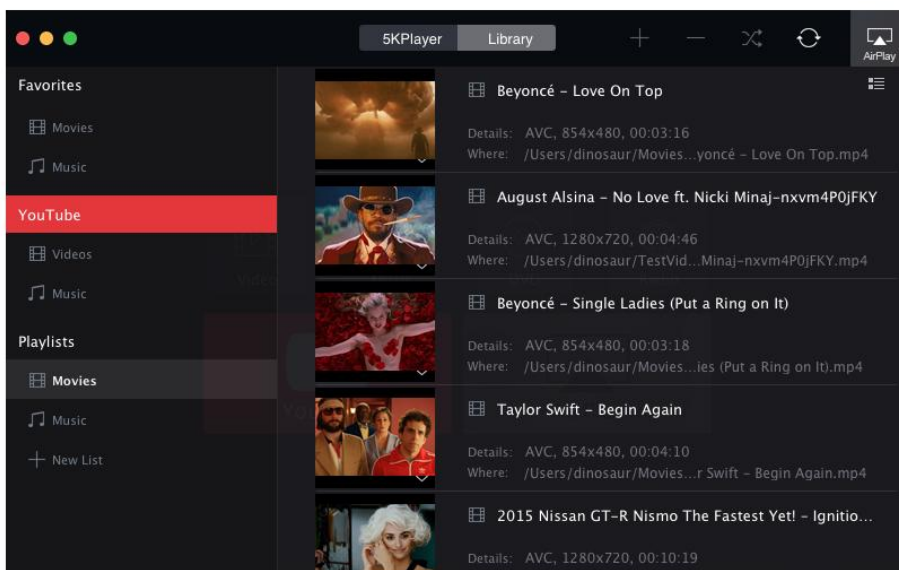 5KPlayer Library
AirPlay
Favorites
Movies
Music
YouTube
Videos
Music
Playlists
Movies
Music
New List
Beyoncé – Love On Top
Details: AVC, 854x480, 00:03:16
Where: /Users/dinosaur/Movies...yoncé – Love On Top.mp4
August Alsina – No Love ft. Nicki Minaj–nxvm4P0jFKY
Details: AVC, 1280x720, 00:04:46
Where: /Users/dinosaur/TestVid...Minaj–nxvm4P0jFKY.mp4
Beyoncé – Single Ladies (Put a Ring on It)
Details: AVC, 854x480, 00:03:18
Where: /Users/dinosaur/Movies...ies (Put a Ring on It).mp4
Taylor Swift – Begin Again
Details: AVC, 854x480, 00:04:10
Where: /Users/dinosaur/Movies...r Swift – Begin Again.mp4
2015 Nissan GT–R Nismo The Fastest Yet! – Ignitio...
Details: AVC, 1280x720, 00:10:19